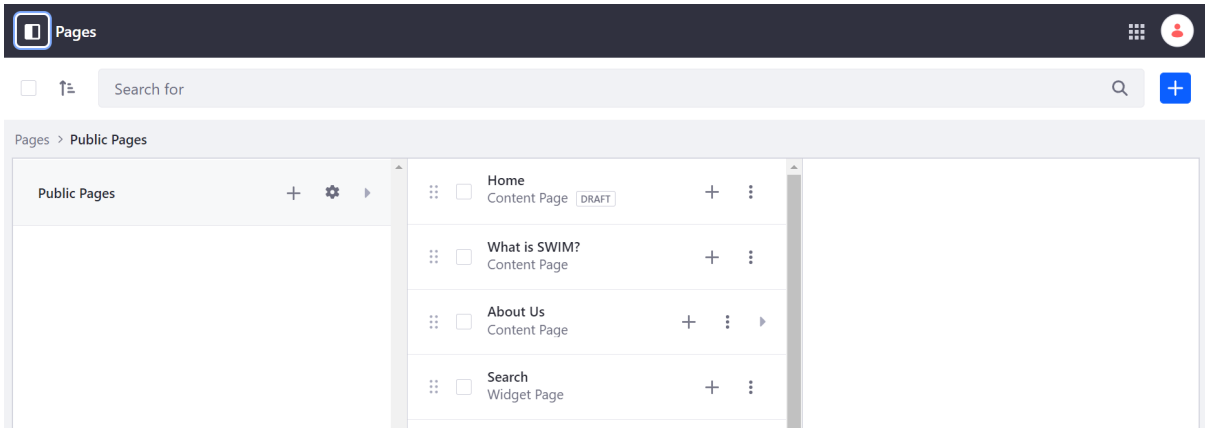 Pages
Search for
Pages > Public Pages
Public Pages
Home
Content Page DRAFT
What is SWIM?
Content Page
About Us
Content Page
Search
Widget Page